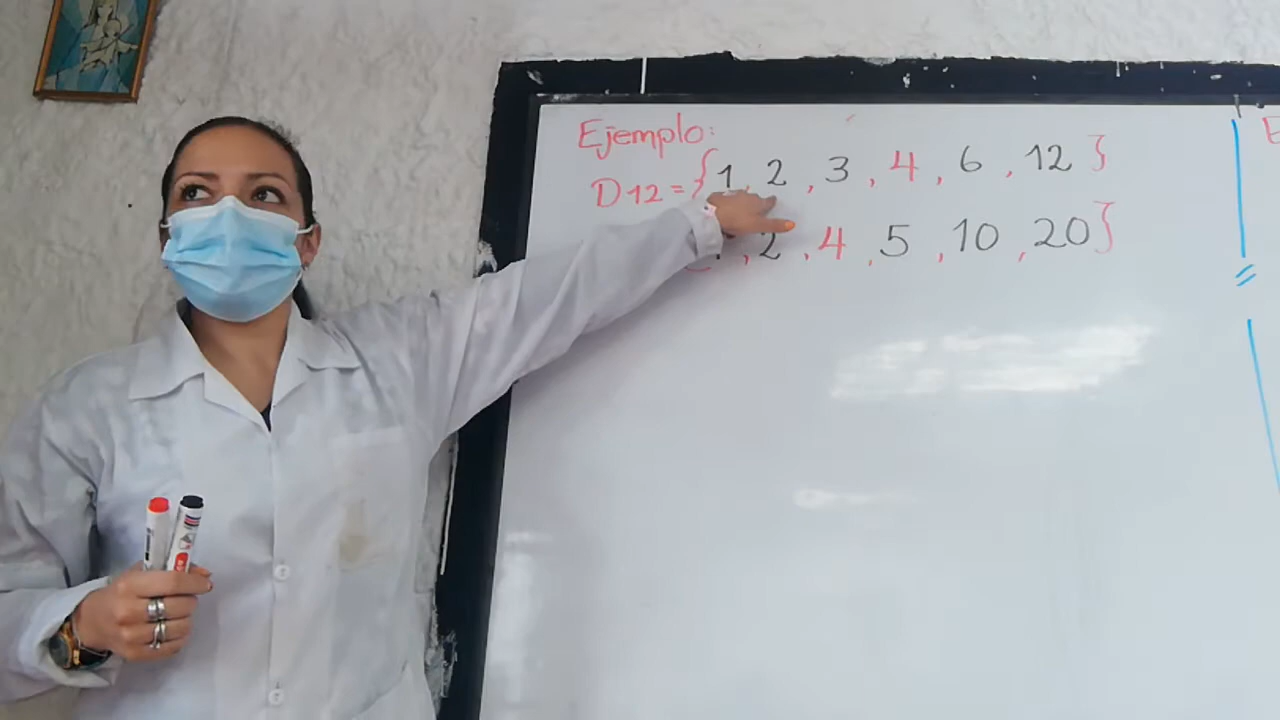 Ejemplo:
D12={1, 2, 3, 4, 6, 12}
, 2, 4, 5, 10, 20}